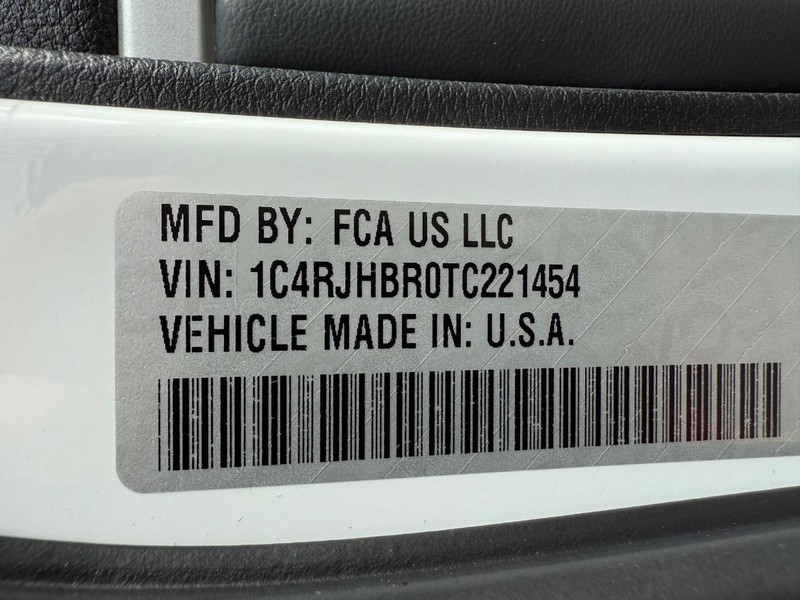 MFD BY: FCA US LLC
VIN: 1C4RJHBR0TC221454
VEHICLE MADE IN: U.S.A.